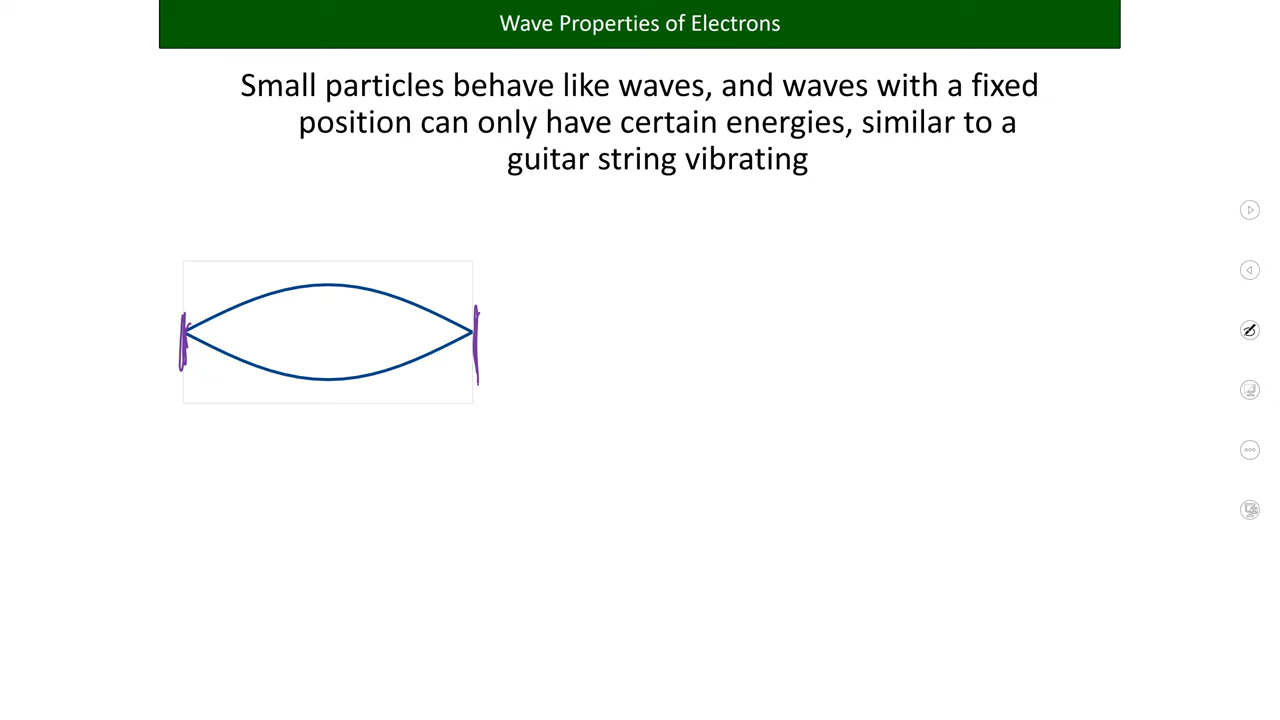 Wave Properties of Electrons
Small particles behave like waves, and waves with a fixed
position can only have certain energies, similar to a
guitar string vibrating